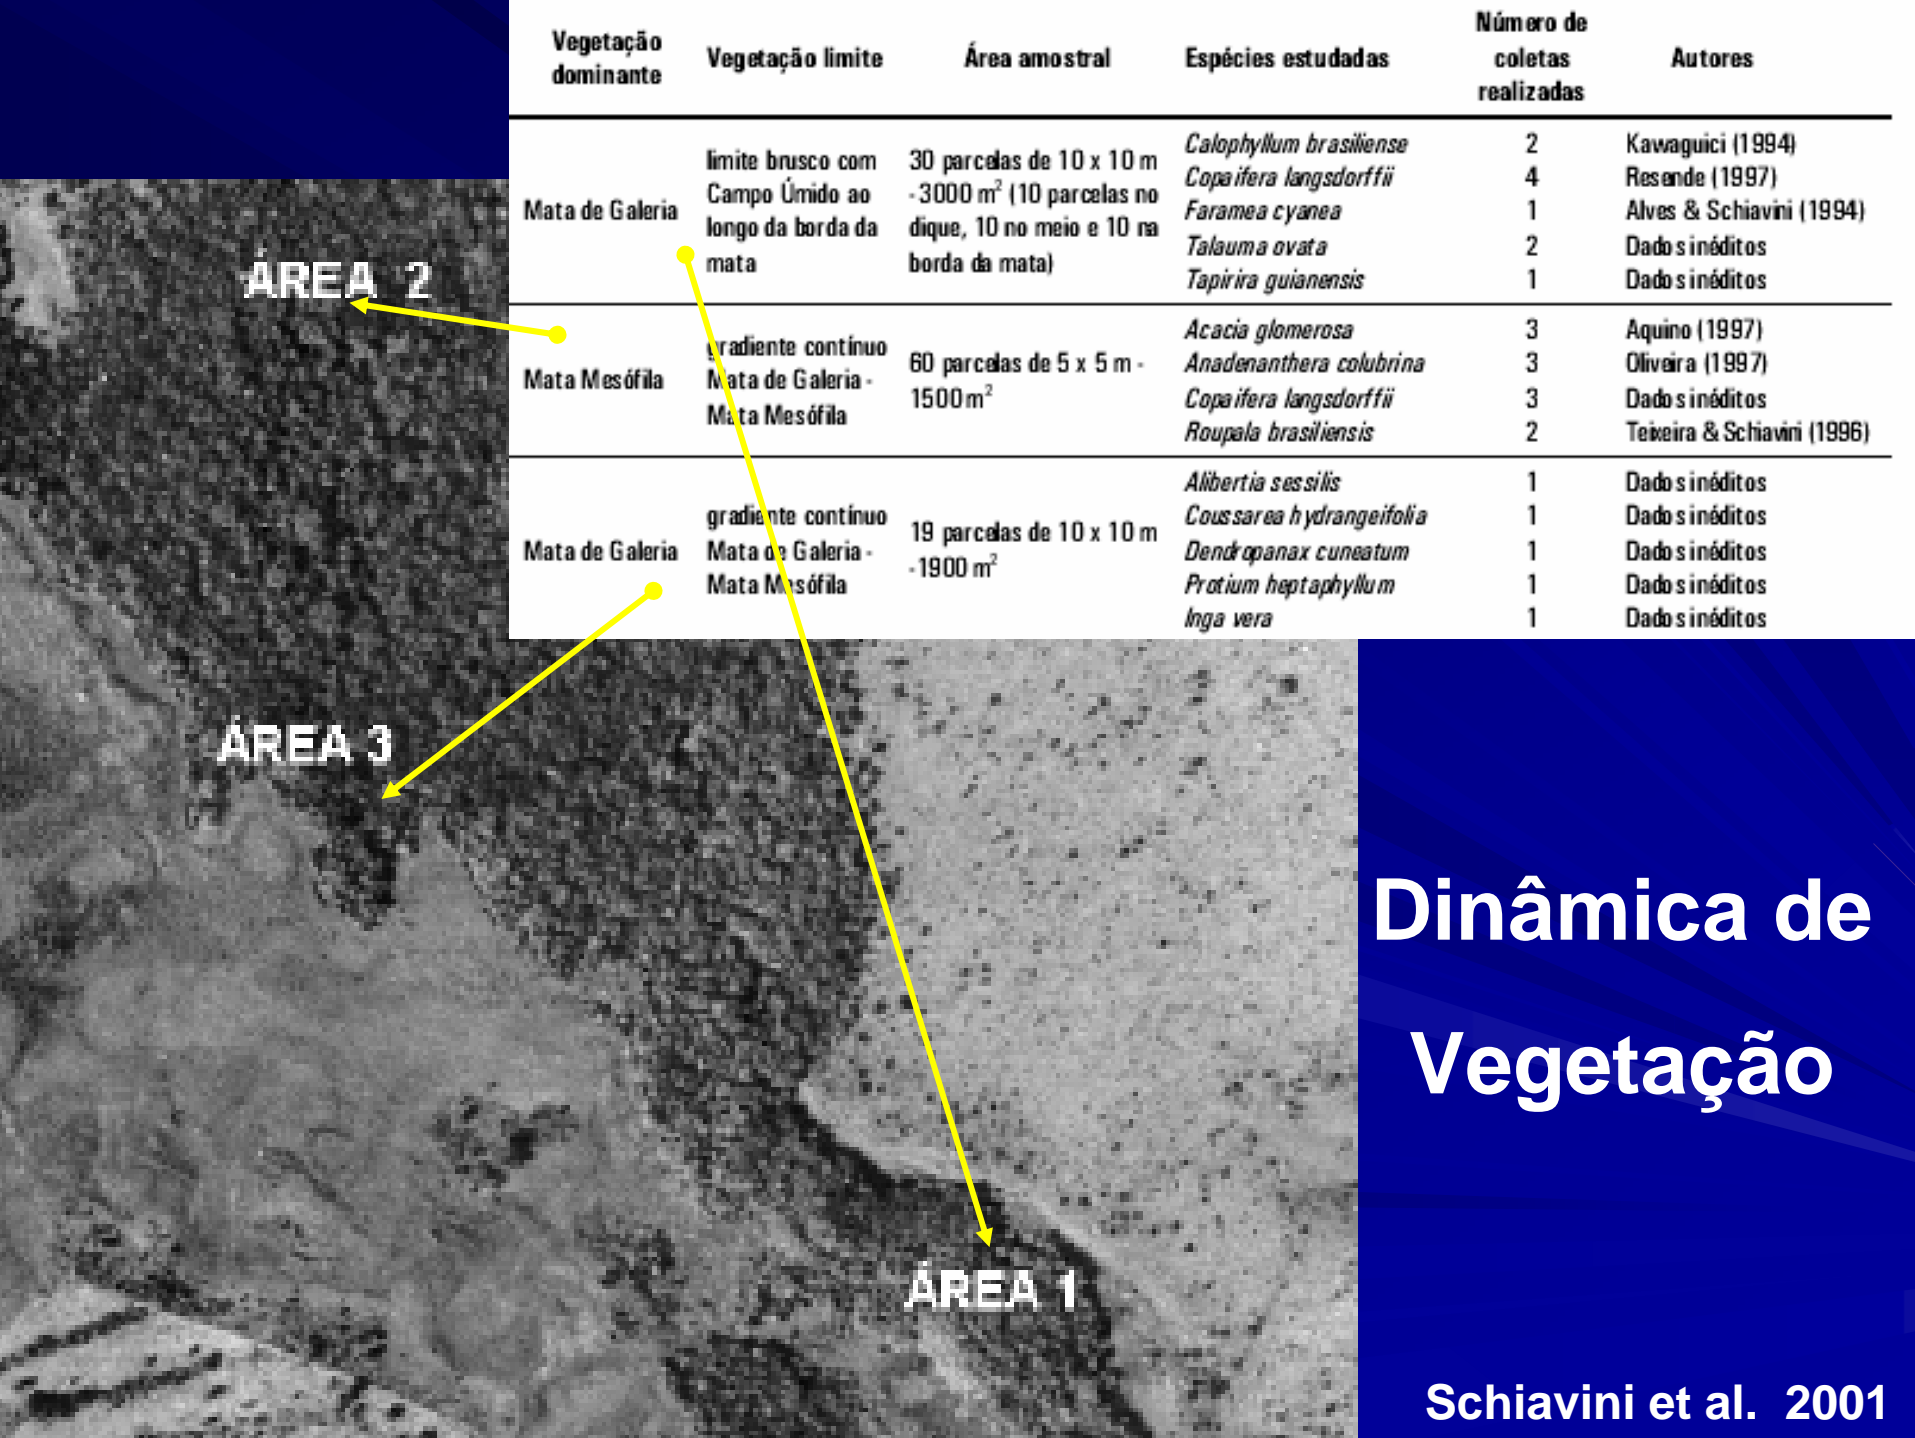 Vegetação dominante
Vegetação limite
Área amostral
Espécies estudadas
Número de coletas realizadas
Autores
Mata de Galeria
limite brusco com
Campo Úmido ao
longo da borda da
mata
30 parcelas de 10 x 10 m
- 3000 m² (10 parcelas no
dique, 10 no meio e 10 na
borda da mata)
Calophyllum brasiliense 2 Kawaguici (1994)
Copaifera langsdorffii 4 Resende (1997)
Faramea cyanea 1 Alves & Schiavini (1994)
Talauma ovata 2 Dados inéditos
Tapirira guianensis 1 Dados inéditos
Mata Mesófila
gradiente contínuo
Mata de Galeria -
Mata Mesófila
60 parcelas de 5 x 5 m -
1500 m²
Acacia glomerosa 3 Aquino (1997)
Anadenanthera colubrina 3 Oliveira (1997)
Copaifera langsdorffii 3 Dados inéditos
Roupala brasiliensis 2 Teixeira & Schiavini (1996)
Mata de Galeria
gradiente contínuo
Mata de Galeria -
Mata Mesófila
19 parcelas de 10 x 10 m
- 1900 m²
Alibertia sessilis 1 Dados inéditos
Coussarea hydrangeifolia 1 Dados inéditos
Dendropanax cuneatum 1 Dados inéditos
Protium heptaphyllum 1 Dados inéditos
Inga vera 1 Dados inéditos
ÁREA 2
ÁREA 3
ÁREA 1
Dinâmica de
Vegetação
Schiavini et al. 2001